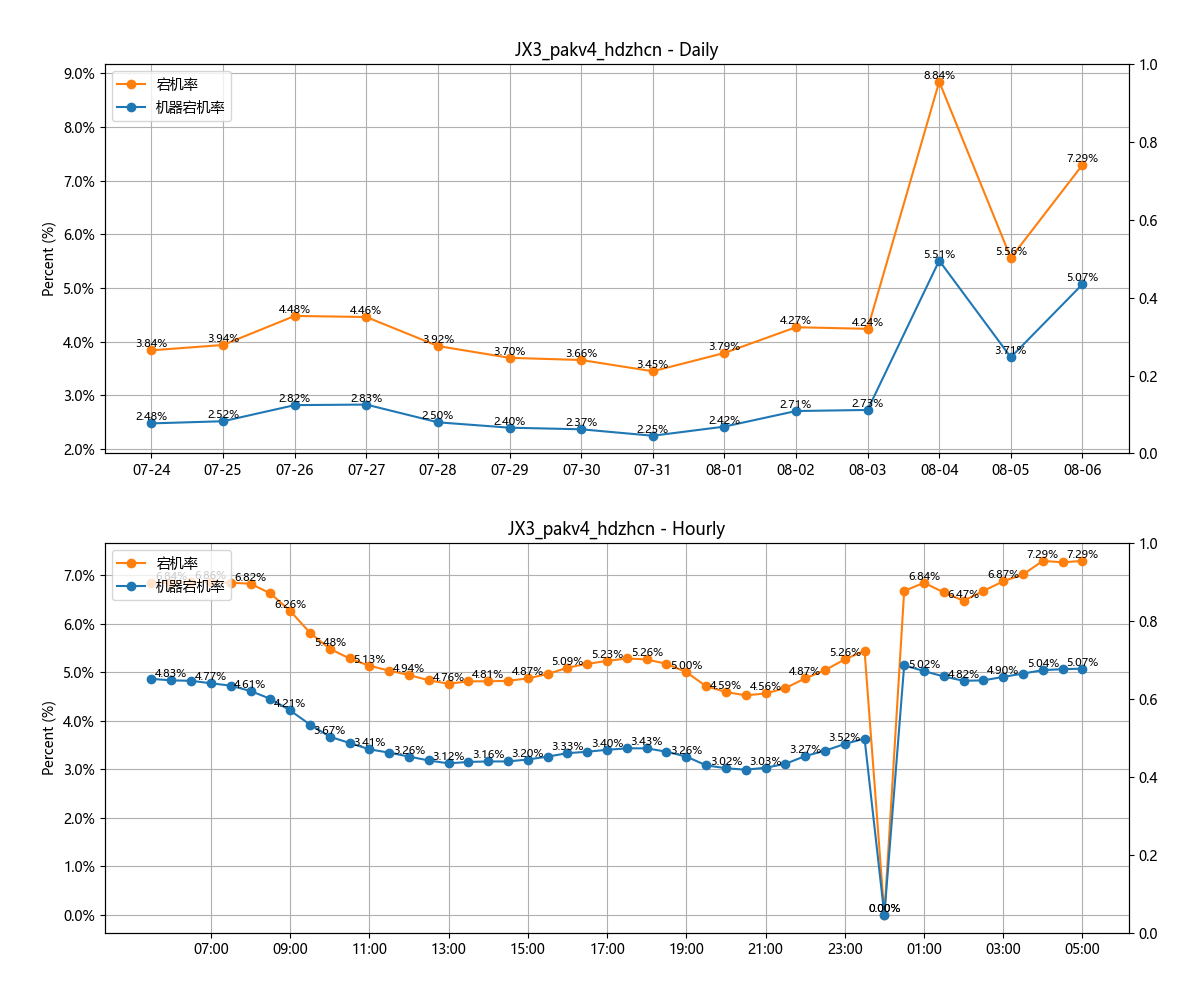 JX3_pakv4_hdzhcn - Daily
宕机率
机器宕机率
Percent (%)
9.0%
8.0%
7.0%
6.0%
5.0%
4.0%
3.0%
2.0%
1.0
0.8
0.6
0.4
0.2
0.0
3.84% 3.94% 4.48% 4.46% 3.92% 3.70% 3.66% 3.45% 3.79% 4.27% 4.24% 8.84% 5.56% 7.29%
2.48% 2.52% 2.82% 2.83% 2.50% 2.40% 2.37% 2.25% 2.42% 2.71% 2.73% 5.51% 3.71% 5.07%
07-24 07-25 07-26 07-27 07-28 07-29 07-30 07-31 08-01 08-02 08-03 08-04 08-05 08-06
JX3_pakv4_hdzhcn - Hourly
宕机率
机器宕机率
Percent (%)
7.0%
6.0%
5.0%
4.0%
3.0%
2.0%
1.0%
0.0%
1.0
0.8
0.6
0.4
0.2
0.0
6.84% 6.86% 6.82% 6.26% 5.48% 5.13% 4.94% 4.76% 4.81% 4.87% 5.09% 5.23% 5.26% 5.00% 4.59% 4.56% 4.87% 5.26% 0.00% 6.84% 6.47% 6.87% 7.29% 7.29%
4.83% 4.77% 4.61% 4.21% 3.67% 3.41% 3.26% 3.12% 3.16% 3.20% 3.33% 3.40% 3.43% 3.26% 3.02% 3.03% 3.27% 3.52% 0.00% 5.02% 4.82% 4.90% 5.04% 5.07%
07:00 09:00 11:00 13:00 15:00 17:00 19:00 21:00 23:00 01:00 03:00 05:00